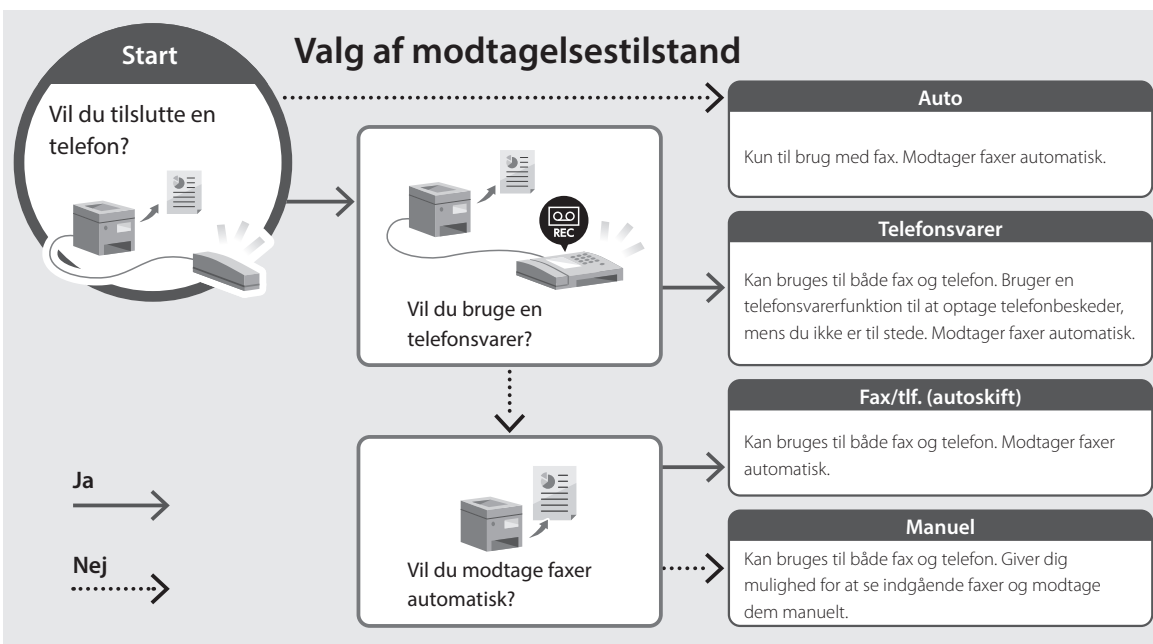 Valg af modtagelsestilstand
Start
Vil du tilslutte en
telefon?
Auto
Kun til brug med fax. Modtager faxer automatisk.
REC
Vil du bruge en
telefonsvarer?
Telefonsvarer
Kan bruges til både fax og telefon. Bruger en
telefonsvarerfunktion til at optage telefonbeskeder,
mens du ikke er til stede. Modtager faxer automatisk.
Vil du modtage faxer
automatisk?
Fax/tlf. (autoskift)
Kan bruges til både fax og telefon. Modtager faxer
automatisk.
Manuel
Kan bruges til både fax og telefon. Giver dig
mulighed for at se indgående faxer og modtage
dem manuelt.
Ja
Nej